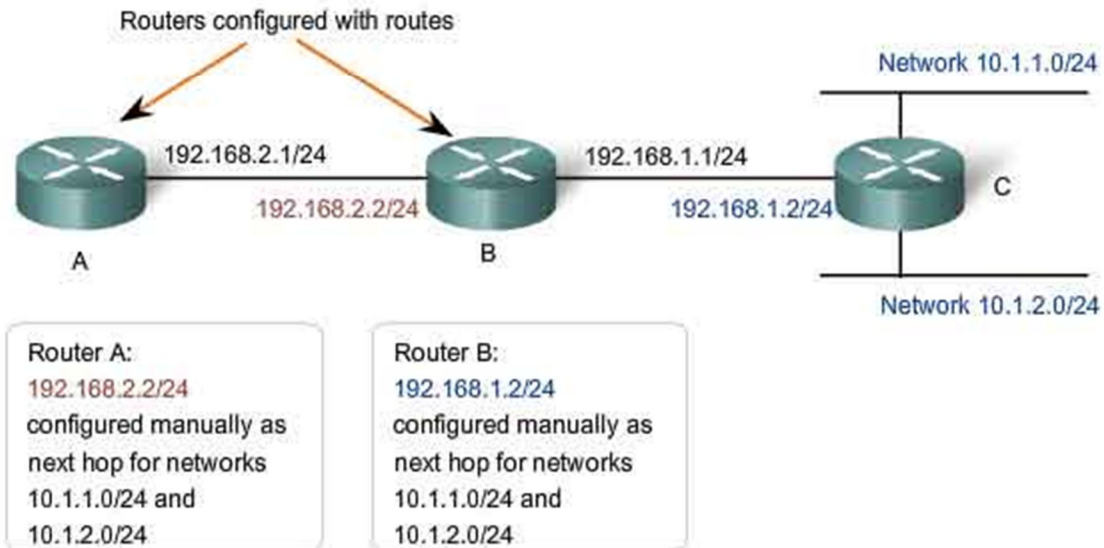 Routers configured with routes
Network 10.1.1.0/24
192.168.2.1/24
192.168.1.1/24
C
192.168.2.2/24
192.168.1.2/24
A
B
Network 10.1.2.0/24
Router A:
192.168.2.2/24
configured manually as
next hop for networks
10.1.1.0/24 and
10.1.2.0/24
Router B:
192.168.1.2/24
configured manually as
next hop for networks
10.1.1.0/24 and
10.1.2.0/24